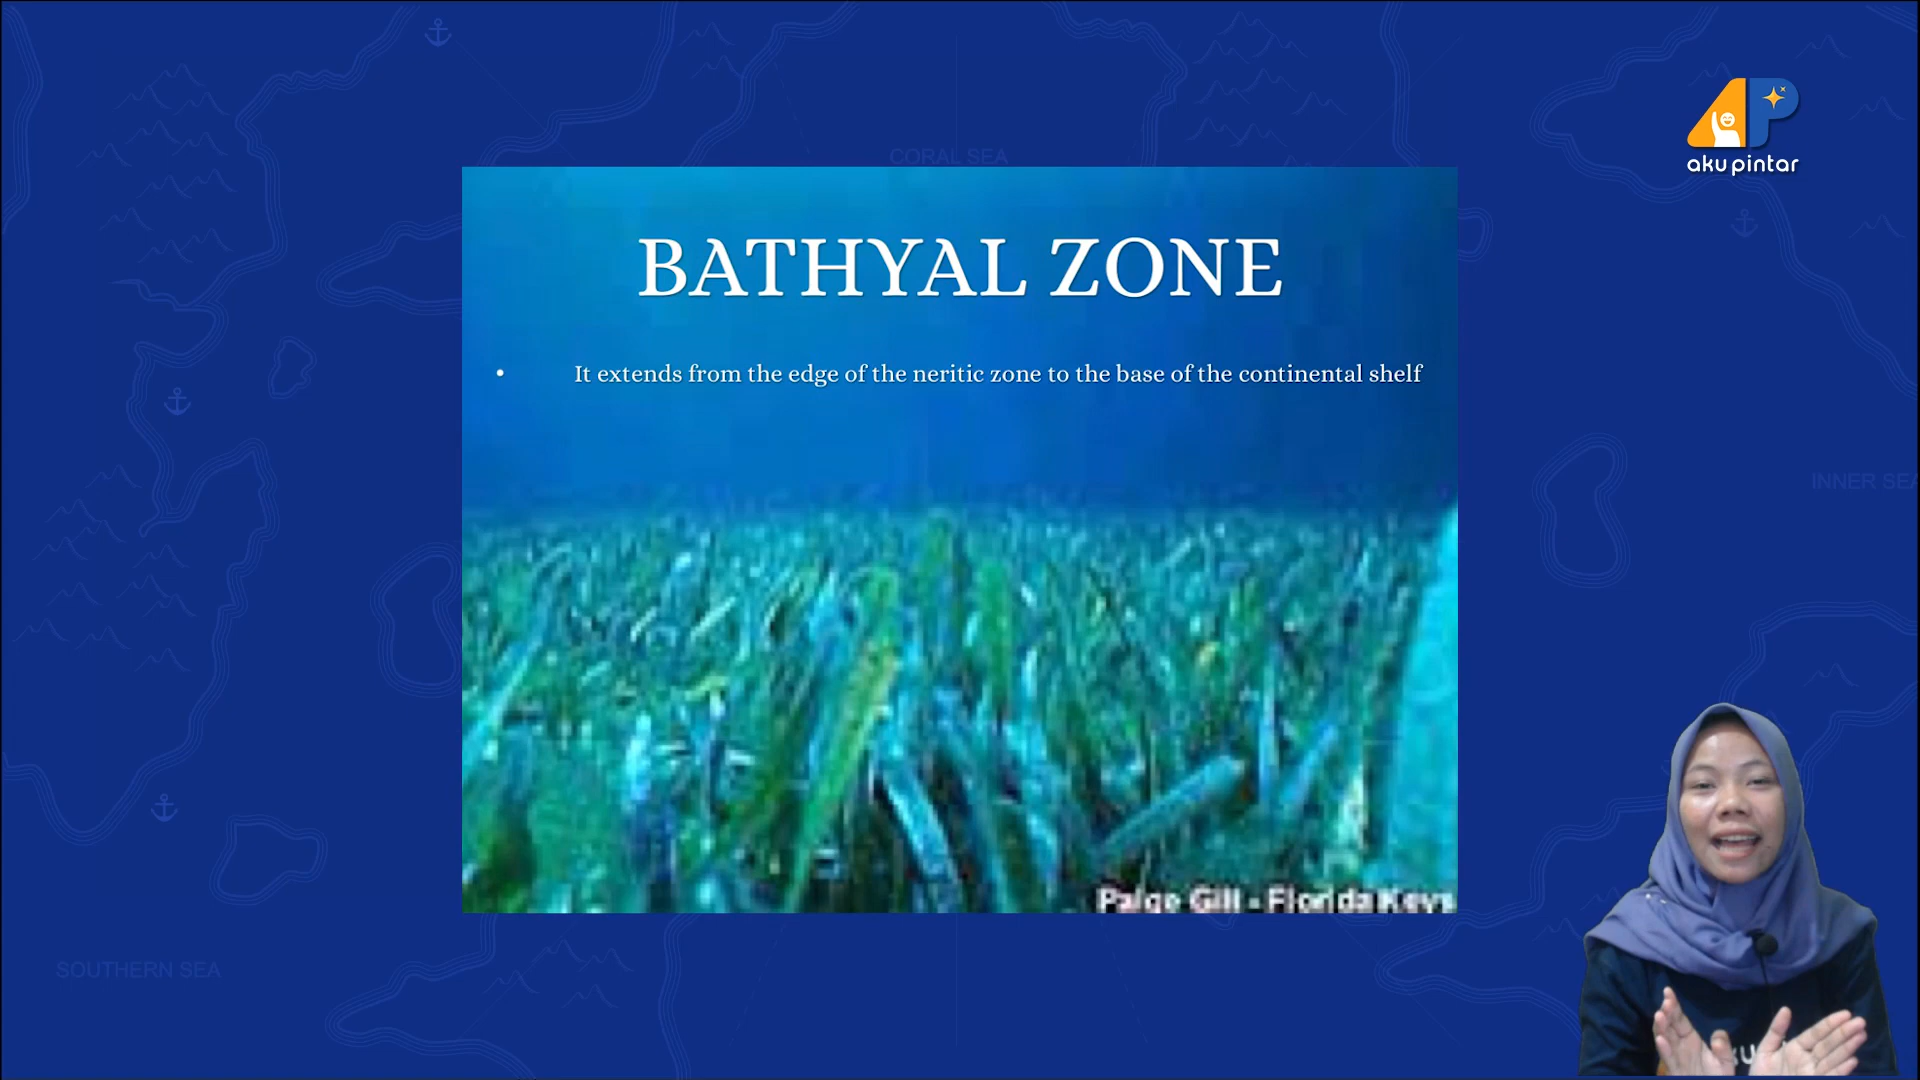 CORAL SEA
aku pintar
BATHYAL ZONE
• It extends from the edge of the neritic zone to the base of the continental shelf
INNER SEA
Paige Gill - Florida Keys
SOUTHERN SEA